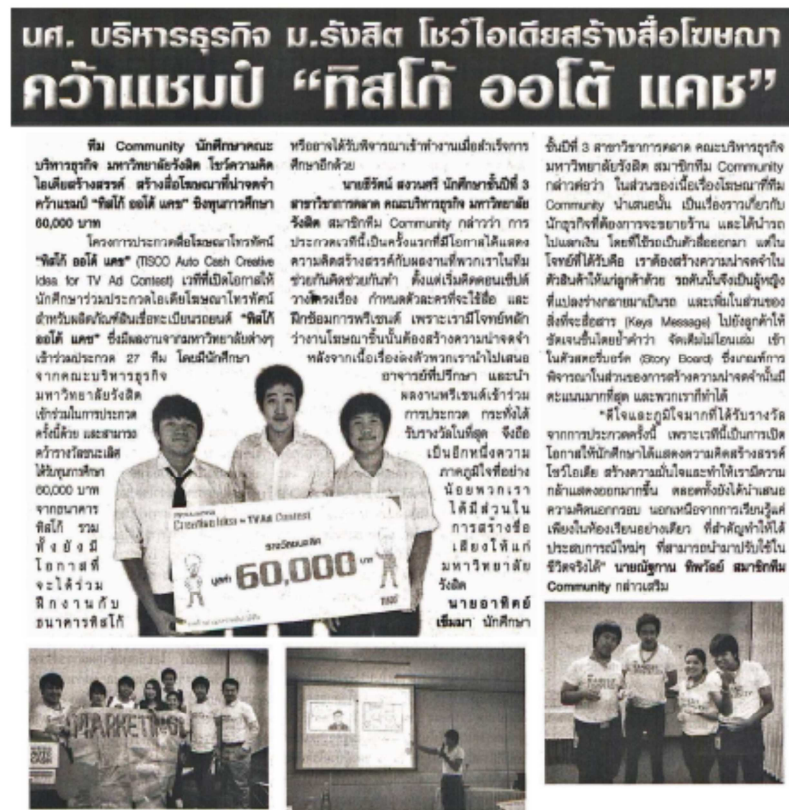 นศ. บริหารธุรกิจ ม.รังสิต โชว์ไอเดียสร้างสื่อโฆษณา
คว้าแชมป์ “ทิสโก้ ออโต้ แคช”
ทีม Community นักศึกษาคณะ
บริหารธุรกิจ มหาวิทยาลัยรังสิต โชว์ความคิด
ไอเดียสร้างสรรค์ สร้างสื่อโฆษณาที่น่าจดจำ
คว้าแชมป์ “ทิสโก้ ออโต้ แคช” ชิงทุนการศึกษา
60,000 บาท
โครงการประกวดสื่อโฆษณาโทรทัศน์
“ทิสโก้ ออโต้ แคช” (TISCO Auto Cash Creative
Idea for TV Ad Contest) เวทีที่เปิดโอกาสให้
นักศึกษาร่วมประกวดไอเดียโฆษณาโทรทัศน์
สำหรับผลิตภัณฑ์สินเชื่อทะเบียนรถยนต์ “ทิสโก้
ออโต้ แคช” ซึ่งมีผลงานจากมหาวิทยาลัยต่างๆ
เข้าร่วมประกวด 27 ทีม โดยมีนักศึกษา
จากคณะบริหารธุรกิจ
มหาวิทยาลัยรังสิต
เข้าร่วมในการประกวด
ครั้งนี้ด้วย และสามารถ
คว้ารางวัลชนะเลิศ
ได้รับทุนการศึกษา
60,000 บาท
จากธนาคาร
ทิสโก้ รวม
ทั้งยังมี
โอกาสที่
จะได้ร่วม
ฝึกงานกับ
ธนาคารทิสโก้
หรืออาจได้รับพิจารณาเข้าทำงานเมื่อสำเร็จการ
ศึกษาอีกด้วย
นายธีรัตน์ สงวนศรี นักศึกษาชั้นปีที่ 3
สาขาวิชาการตลาด คณะบริหารธุรกิจ มหาวิทยาลัย
รังสิต สมาชิกทีม Community กล่าวว่า การ
ประกวดเวทีนี้เป็นครั้งแรกที่มีโอกาสได้แสดง
ความคิดสร้างสรรค์กับผลงานที่พวกเราในทีม
ช่วยกันคิดช่วยกันทำ ตั้งแต่เริ่มคิดคอนเซ็ปต์
วางโครงเรื่อง กำหนดตัวละครที่จะใช้สื่อ และ
ฝึกซ้อมการพรีเซนต์ เพราะเรามีโจทย์หลัก
ว่างานโฆษณาชิ้นนั้นต้องสร้างความน่าจดจำ
หลังจากเนื้อเรื่องลงตัวพวกเรานำไปเสนอ
อาจารย์ที่ปรึกษา และนำ
ผลงานพรีเซนต์เข้าร่วม
การประกวด กระทั่งได้
รับรางวัลในที่สุด จึงถือ
เป็นอีกหนึ่งความ
ภาคภูมิใจที่อย่าง
น้อยพวกเรา
ได้มีส่วนใน
การสร้างชื่อ
เสียงให้แก่
มหาวิทยาลัย
รังสิต
นายอาทิตย์
เข็มมา นักศึกษา
ชั้นปีที่ 3 สาขาวิชาการตลาด คณะบริหารธุรกิจ
มหาวิทยาลัยรังสิต สมาชิกทีม Community
กล่าวต่อว่า ในส่วนของเนื้อเรื่องโฆษณาที่ทีม
Community นำเสนอนั้น เป็นเรื่องราวเกี่ยวกับ
นักธุรกิจที่ต้องการจะขยายร้าน และได้นำรถ
ไปแลกเงิน โดยที่ใช้รถเป็นตัวสื่อออกมา แต่ใน
โจทย์ที่ได้รับคือ เราต้องสร้างความน่าจดจำใน
ตัวสินค้าให้แก่ลูกค้าด้วย รถคันนั้นจึงเป็นผู้หญิง
ที่แปลงร่างกลายมาเป็นรถ และเพิ่มในส่วนของ
สิ่งที่จะสื่อสาร (Keys Message) ไปยังลูกค้าให้
ชัดเจนขึ้นโดยย้ำคำว่า จัดเต็มไม่โอนเล่ม เข้า
ในตัวสตอรี่บอร์ด (Story Board) ซึ่งเกณฑ์การ
พิจารณาในส่วนของการสร้างความน่าจดจำนั้นมี
คะแนนมากที่สุด และพวกเราก็ทำได้
“ดีใจและภูมิใจมากที่ได้รับรางวัล
จากการประกวดครั้งนี้ เพราะเวทีนี้เป็นการเปิด
โอกาสให้นักศึกษาได้แสดงความคิดสร้างสรรค์
โชว์ไอเดีย สร้างความมั่นใจและทำให้เรามีความ
กล้าแสดงออกมากขึ้น ตลอดทั้งยังได้นำเสนอ
ความคิดนอกกรอบ นอกเหนือจากการเรียนรู้แค่
เพียงในห้องเรียนอย่างเดียว ที่สำคัญทำให้ได้
ประสบการณ์ใหม่ๆ ที่สามารถนำมาปรับใช้ใน
ชีวิตจริงได้” นายณัฐกาน ทิพวัลย์ สมาชิกทีม
Community กล่าวเสริม
Creative Idea for TV Ad Contest
รางวัลชนะเลิศ
มูลค่า 60,000 บาท
MARKETING
AUTO
CASH